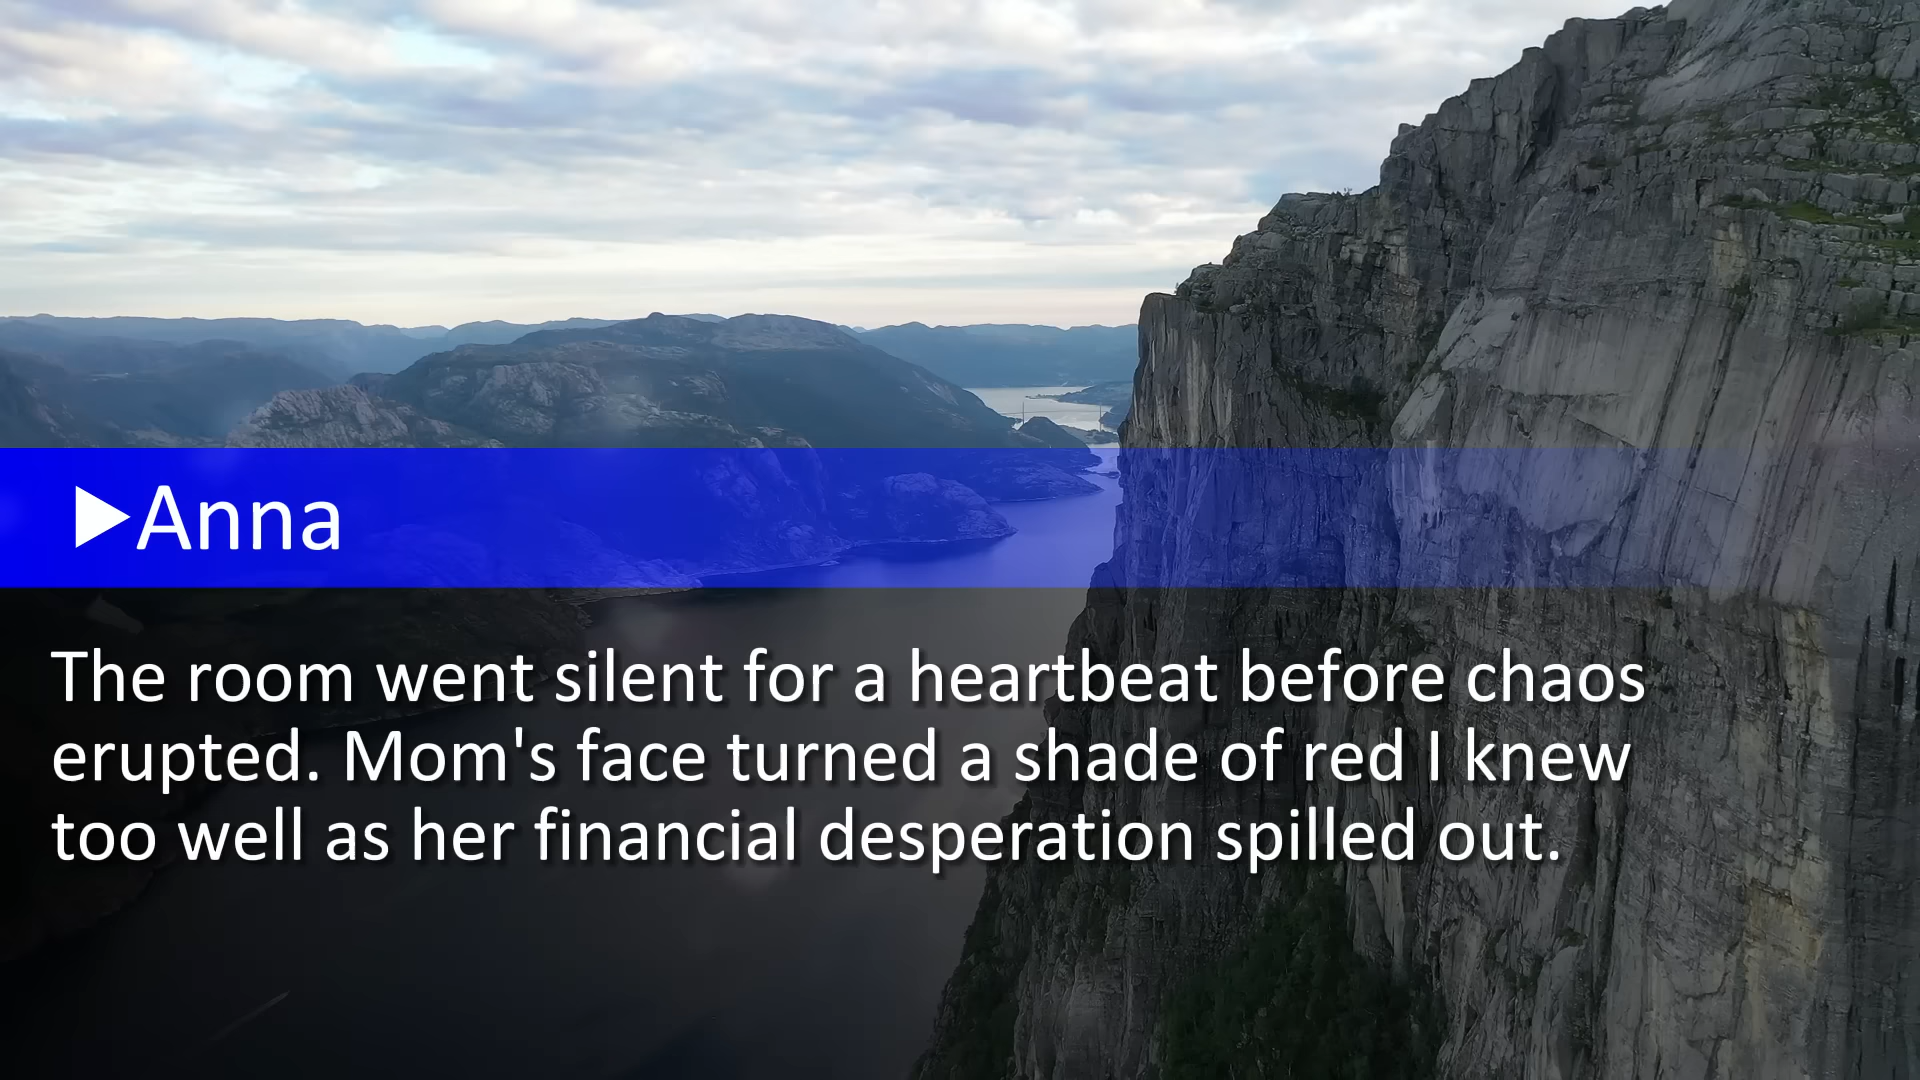 ▶Anna
The room went silent for a heartbeat before chaos
erupted. Mom's face turned a shade of red I knew
too well as her financial desperation spilled out.